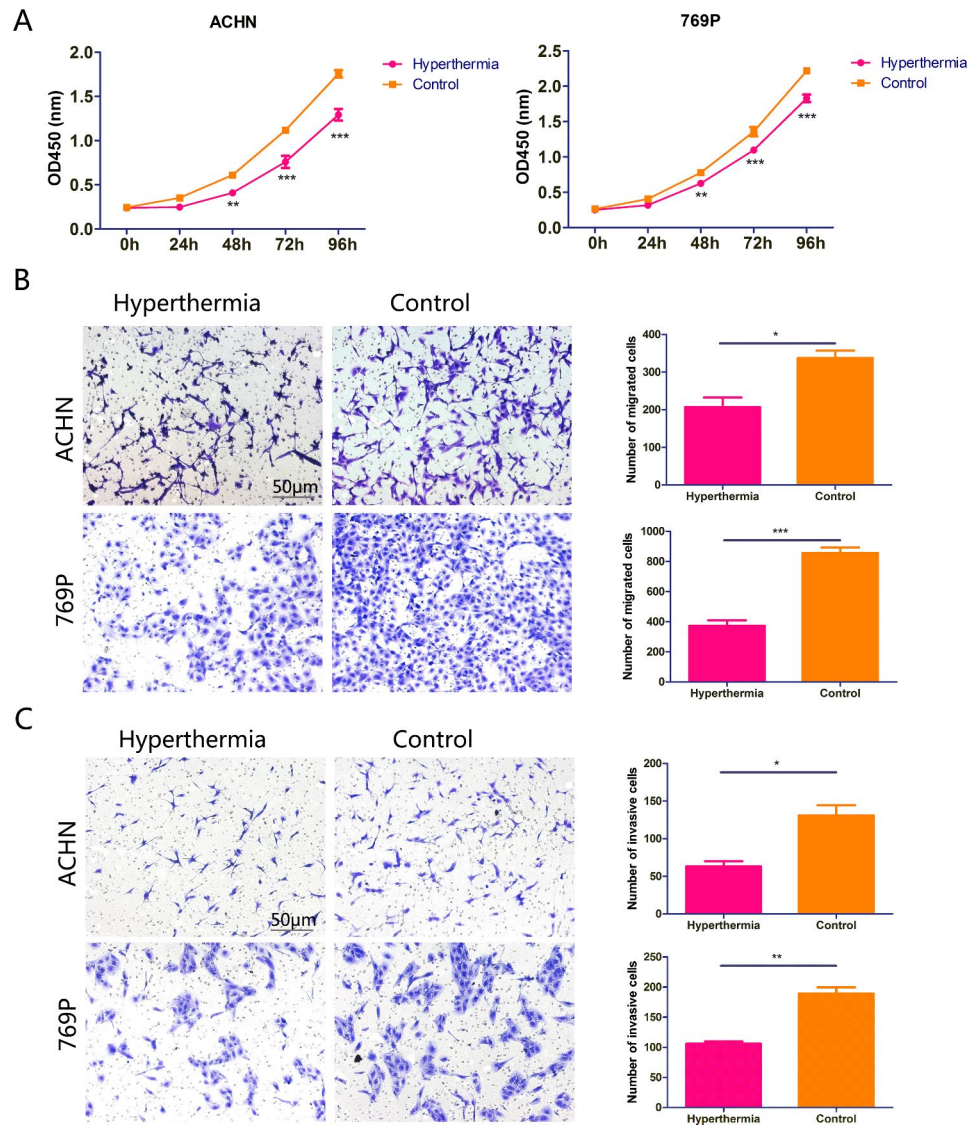 A
ACHN
OD450 (nm)
2.0
1.5
1.0
0.5
0.0
0h 24h 48h 72h 96h
** *** ***
Hyperthermia
Control
769P
OD450 (nm)
2.5
2.0
1.5
1.0
0.5
0.0
0h 24h 48h 72h 96h
** *** ***
Hyperthermia
Control
B
Hyperthermia Control
ACHN
50μm
Number of migrated cells
400
300
200
100
0
*
Hyperthermia Control
769P
Number of migrated cells
1000
800
600
400
200
0
***
Hyperthermia Control
C
Hyperthermia Control
ACHN
50μm
Number of invasive cells
200
150
100
50
0
*
Hyperthermia Control
769P
Number of invasive cells
250
200
150
100
50
0
**
Hyperthermia Control